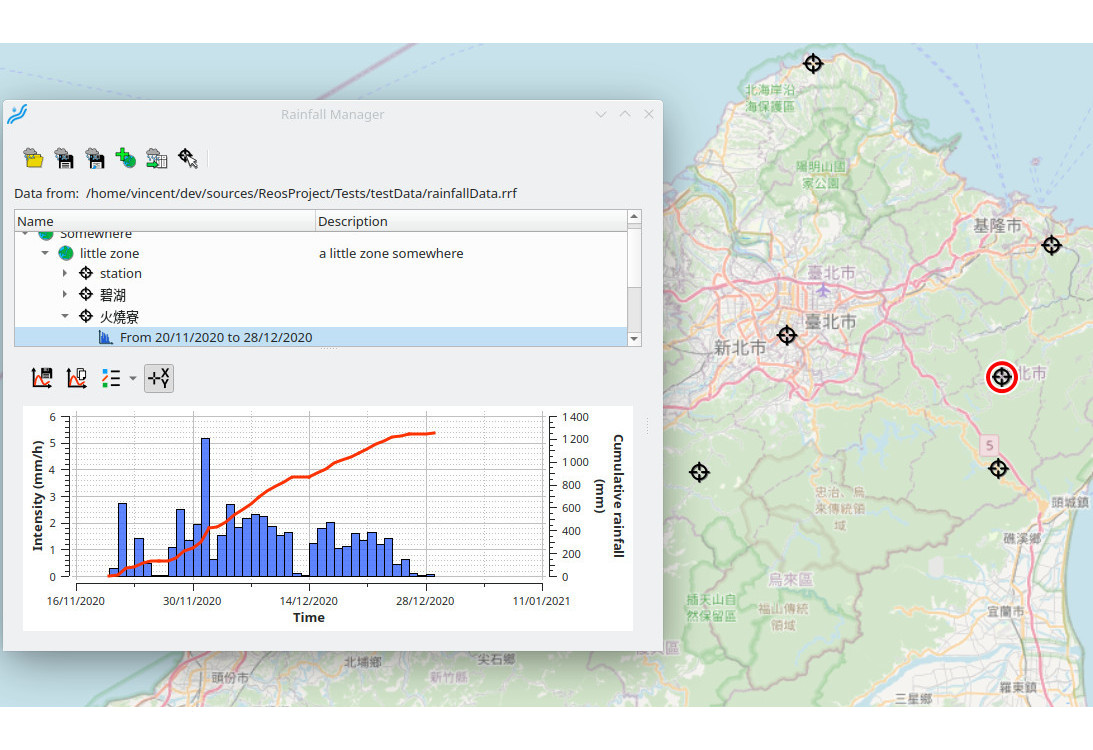 Rainfall Manager
Data from: /home/vincent/dev/sources/ReosProject/Tests/testData/rainfallData.rrf
Name Description
Somewhere
little zone a little zone somewhere
station
碧湖
火燒寮
From 20/11/2020 to 28/12/2020
X
Y
6
5
4
3
2
1
0
Intensity (mm/h)
1 400
1 200
1 000
800
600
400
200
0
Cumulative rainfall
(mm)
16/11/2020 30/11/2020 14/12/2020 28/12/2020 11/01/2021
Time
北海岸沿
海保護區
陽明山國
家公園
基隆市
臺北市
臺北市
新北市
北市
5
忠治、烏
來傳統領
域
頭城鎮
礁溪鄉
烏來區
插天山自
然保留區
福山傳統
領域
宜蘭市
羅東鎮
三星鄉
北埔鄉
尖石鄉
頭份市
新竹縣